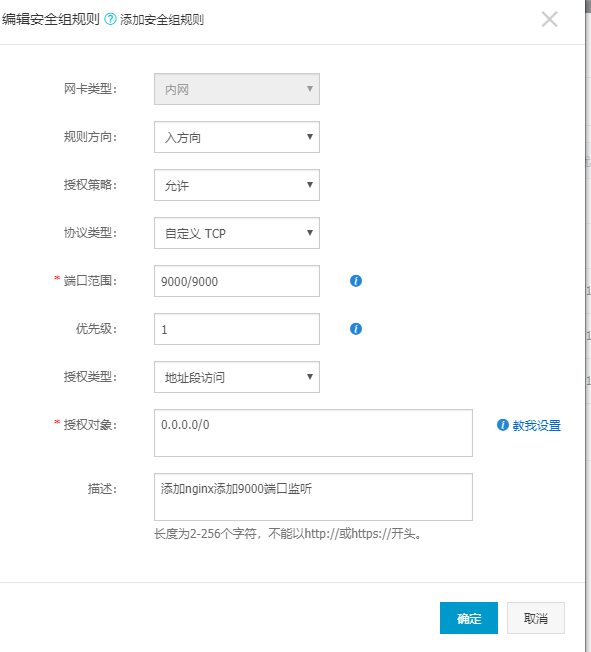 编辑安全组规则 添加安全组规则
网卡类型： 内网
规则方向： 入方向
授权策略： 允许
协议类型： 自定义 TCP
* 端口范围： 9000/9000
优先级： 1
授权类型： 地址段访问
* 授权对象： 0.0.0.0/0 教我设置
描述： 添加nginx添加9000端口监听
长度为2-256个字符，不能以http://或https://开头。
确定 取消